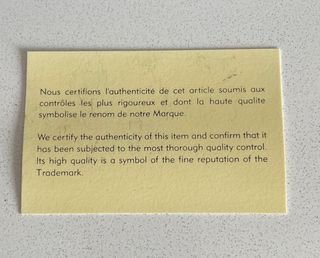 Nous certifions l'authenticité de cet article soumis aux
contrôles les plus rigoureux et dont la haute qualite
symbolise le renom de notre Marque.
We certify the authenticity of this item and confirm that it
has been subjected to the most thorough quality control.
Its high quality is a symbol of the fine reputation of the
Trademark.